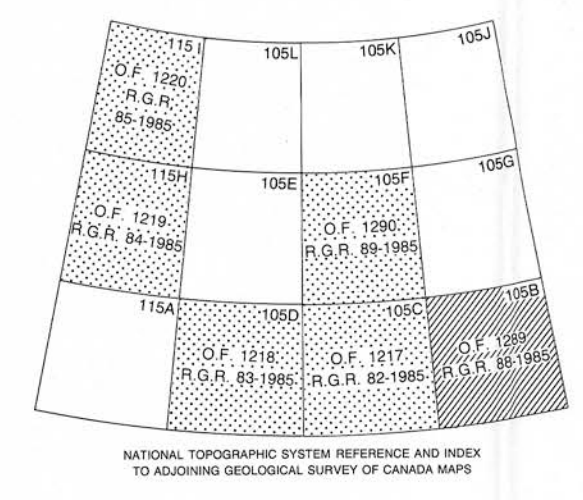 115 I
105L
105K
105J
O.F. 1220
R.G.R.
85-1985
115H
105E
105F
105G
O.F. 1219
R.G.R. 84-1985
O.F. 1290
R.G.R. 89-1985
115A
105D
105C
105B
O.F. 1218
R.G.R. 83-1985
O.F. 1217
R.G.R. 82-1985
O.F. 1289
R.G.R. 88-1985
NATIONAL TOPOGRAPHIC SYSTEM REFERENCE AND INDEX
TO ADJOINING GEOLOGICAL SURVEY OF CANADA MAPS